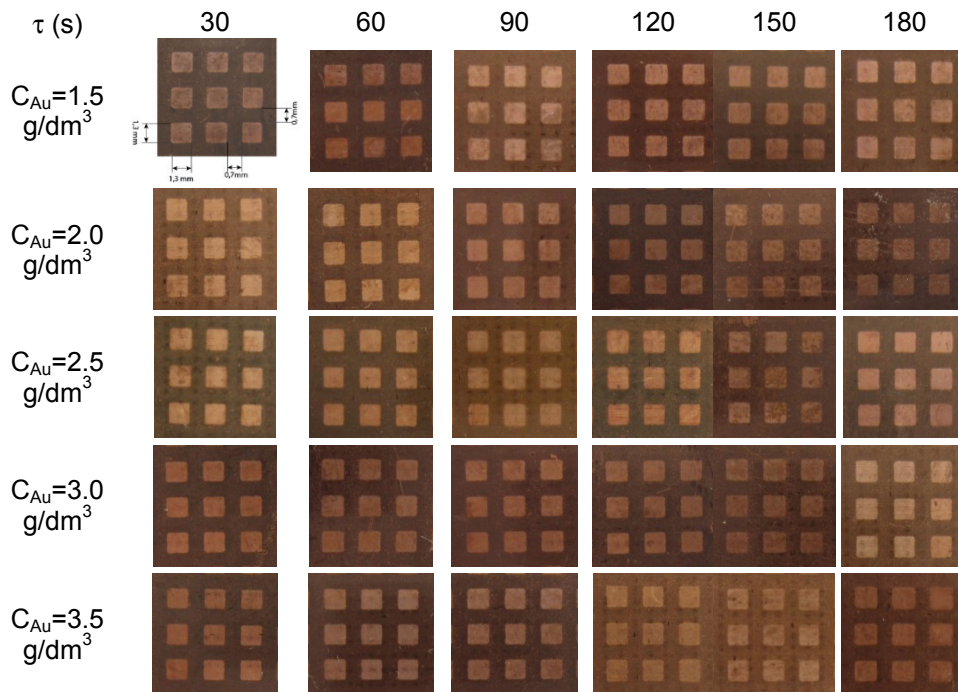 τ (s) 30 60 90 120 150 180
C_Au=1.5
g/dm³
1,3 mm
0,7mm
1,3 mm
0,7mm
C_Au=2.0
g/dm³
C_Au=2.5
g/dm³
C_Au=3.0
g/dm³
C_Au=3.5
g/dm³